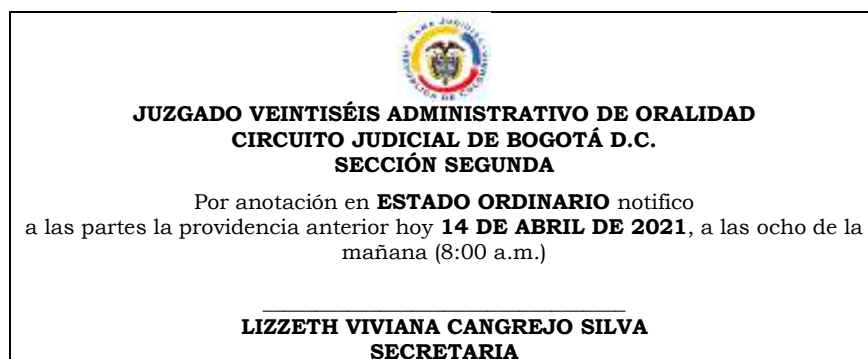 JUZGADO VEINTISÉIS ADMINISTRATIVO DE ORALIDAD
CIRCUITO JUDICIAL DE BOGOTÁ D.C.
SECCIÓN SEGUNDA
Por anotación en ESTADO ORDINARIO notifico
a las partes la providencia anterior hoy 14 DE ABRIL DE 2021, a las ocho de la
mañana (8:00 a.m.)
LIZZETH VIVIANA CANGREJO SILVA
SECRETARIA